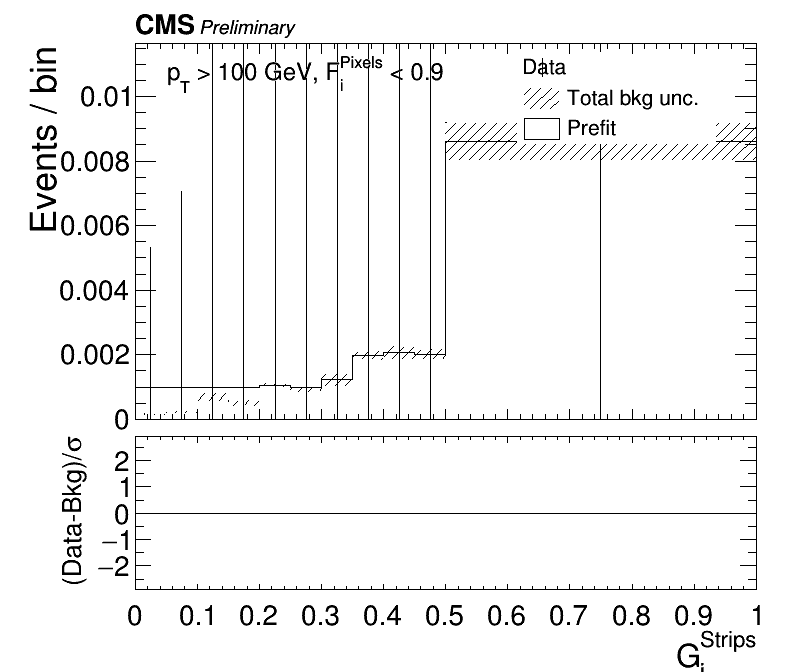 CMS Preliminary
p_T > 100 GeV, F_i^Pixels < 0.9
Data
Total bkg unc.
Prefit
Events / bin
0.01
0.008
0.006
0.004
0.002
0
(Data-Bkg)/σ
2
1
0
−1
−2
0 0.1 0.2 0.3 0.4 0.5 0.6 0.7 0.8 0.9 1
G_i^Strips